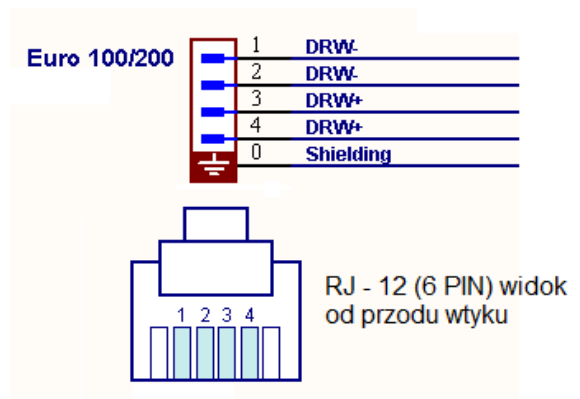 Euro 100/200
1 DRW-
2 DRW-
3 DRW+
4 DRW+
0 Shielding
RJ - 12 (6 PIN) widok
od przodu wtyku
1 2 3 4